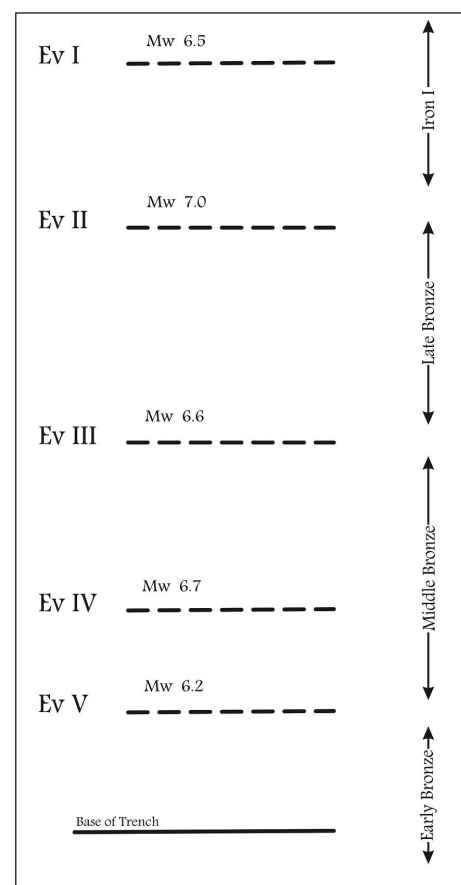 Mw 6.5
Ev I
Iron I
Mw 7.0
Ev II
Late Bronze
Mw 6.6
Ev III
Middle Bronze
Mw 6.7
Ev IV
Mw 6.2
Ev V
Early Bronze
Base of Trench